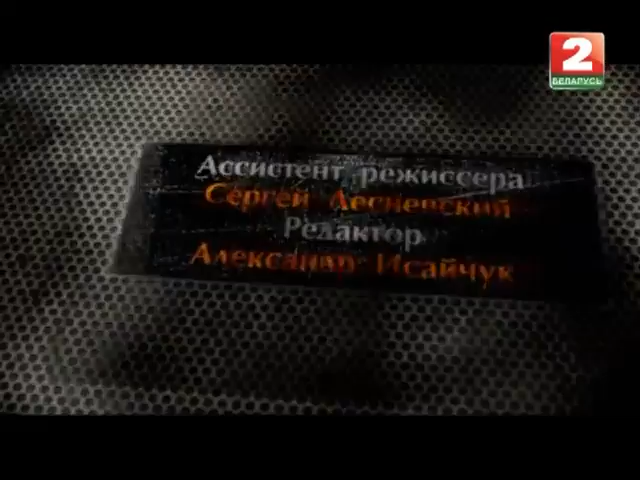 2
БЕЛАРУСЬ
Ассистент режиссера
Сергей Лесневский
Редактор
Александр Исайчук